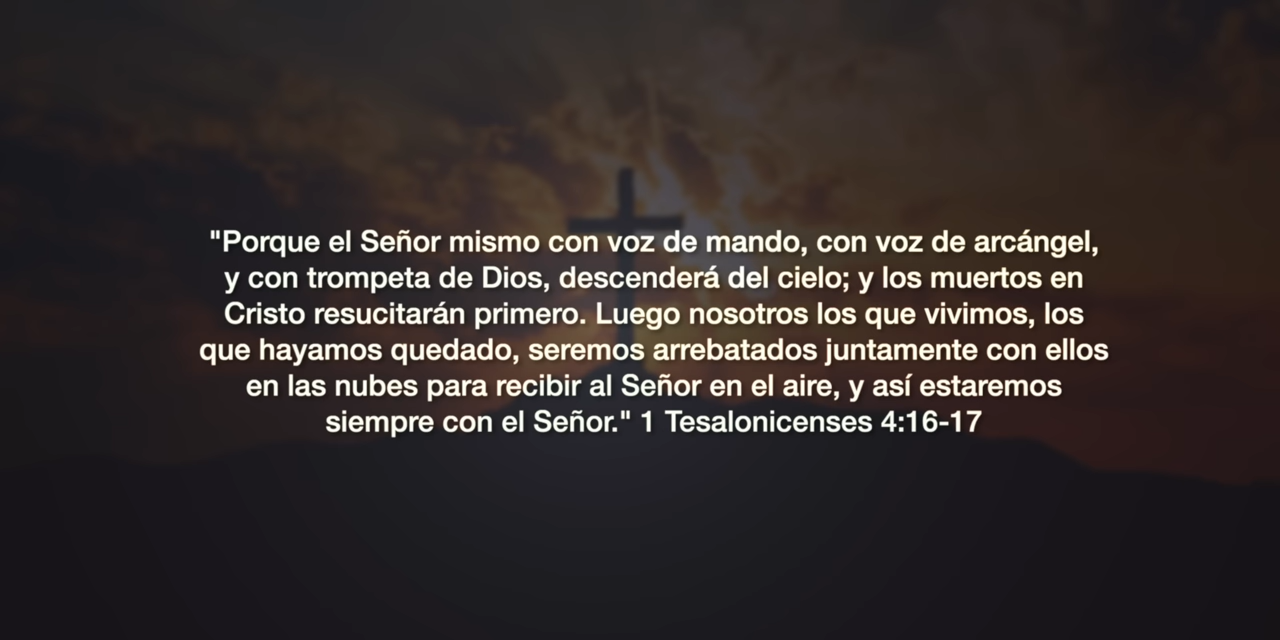 "Porque el Señor mismo con voz de mando, con voz de arcángel,
y con trompeta de Dios, descenderá del cielo; y los muertos en
Cristo resucitarán primero. Luego nosotros los que vivimos, los
que hayamos quedado, seremos arrebatados juntamente con ellos
en las nubes para recibir al Señor en el aire, y así estaremos
siempre con el Señor." 1 Tesalonicenses 4:16-17